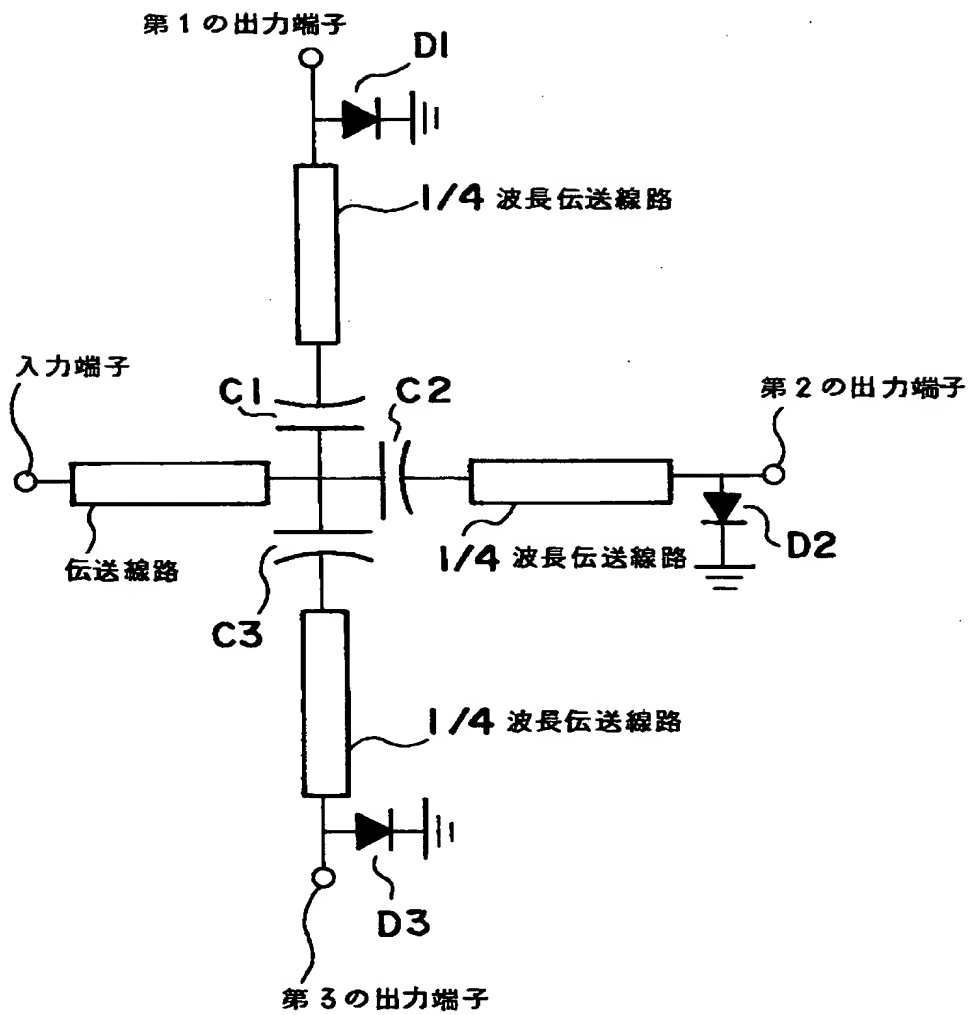 第1の出力端子
D1
1/4 波長伝送線路
入力端子
C1
C2
第2の出力端子
伝送線路
1/4 波長伝送線路
D2
C3
1/4 波長伝送線路
D3
第3の出力端子